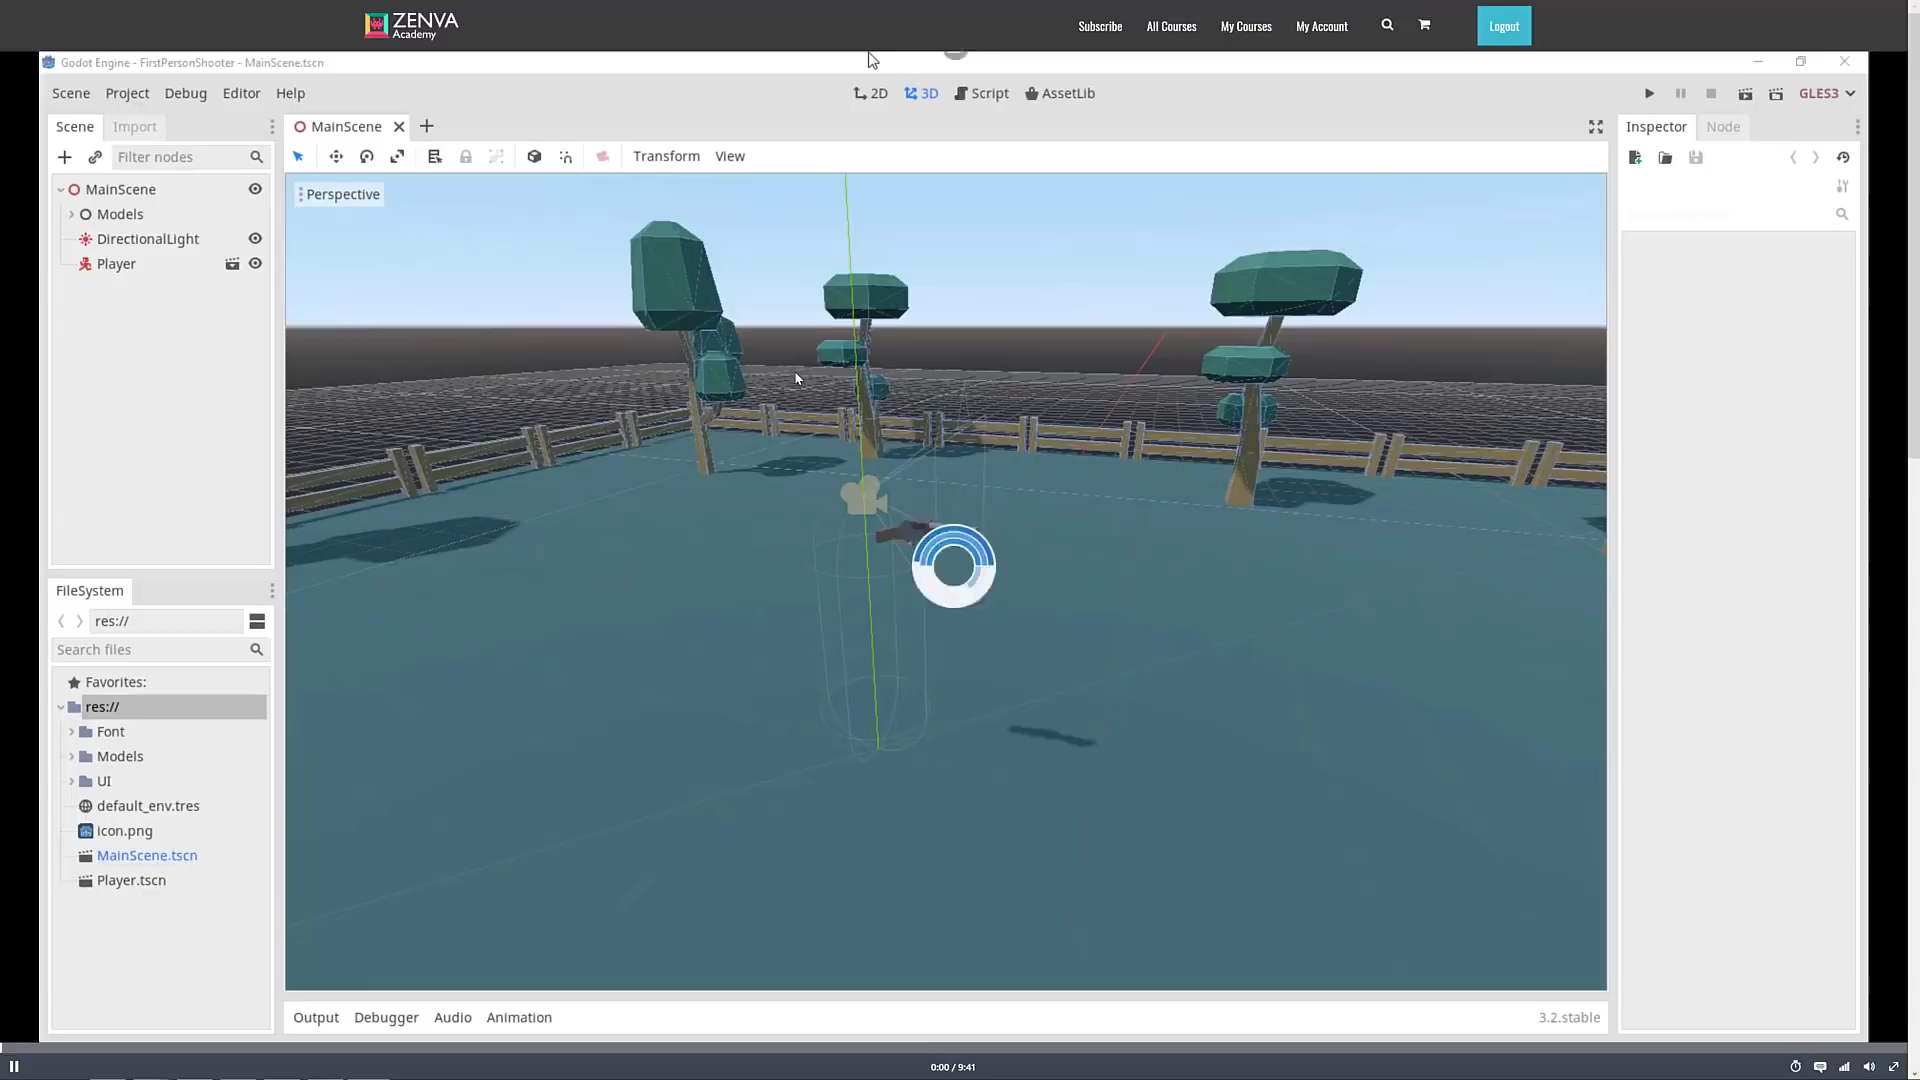 ZENVA
Academy
Subscribe
All Courses
My Courses
My Account
Logout
Godot Engine - FirstPersonShooter - MainScene.tscn
Scene
Project
Debug
Editor
Help
2D
3D
Script
AssetLib
GLES3
Scene
Import
MainScene
Inspector
Node
Filter nodes
Transform
View
MainScene
Models
DirectionalLight
Player
Perspective
FileSystem
res://
Search files
Favorites:
res://
Font
Models
UI
default_env.tres
icon.png
MainScene.tscn
Player.tscn
Output
Debugger
Audio
Animation
3.2.stable
0:00 / 9:41